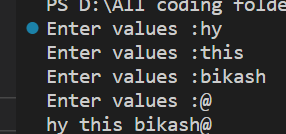 PS D:\All coding folde
Enter values :hy
Enter values :this
Enter values :bikash
Enter values :@
hy this bikash@